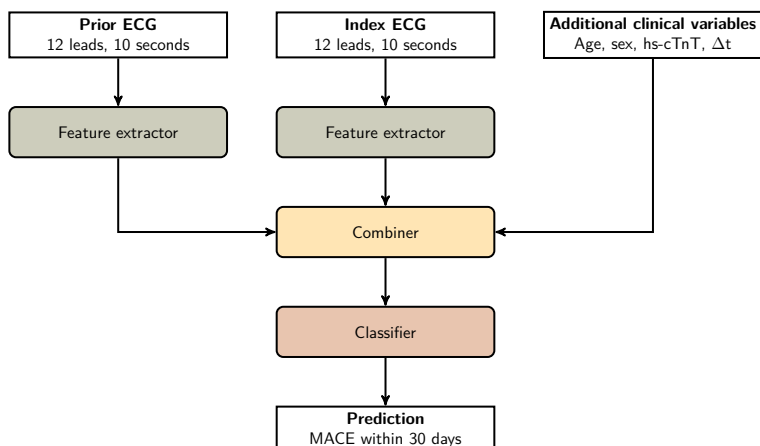 Prior ECG
12 leads, 10 seconds
Index ECG
12 leads, 10 seconds
Additional clinical variables
Age, sex, hs-cTnT, Δt
Feature extractor
Feature extractor
Combiner
Classifier
Prediction
MACE within 30 days